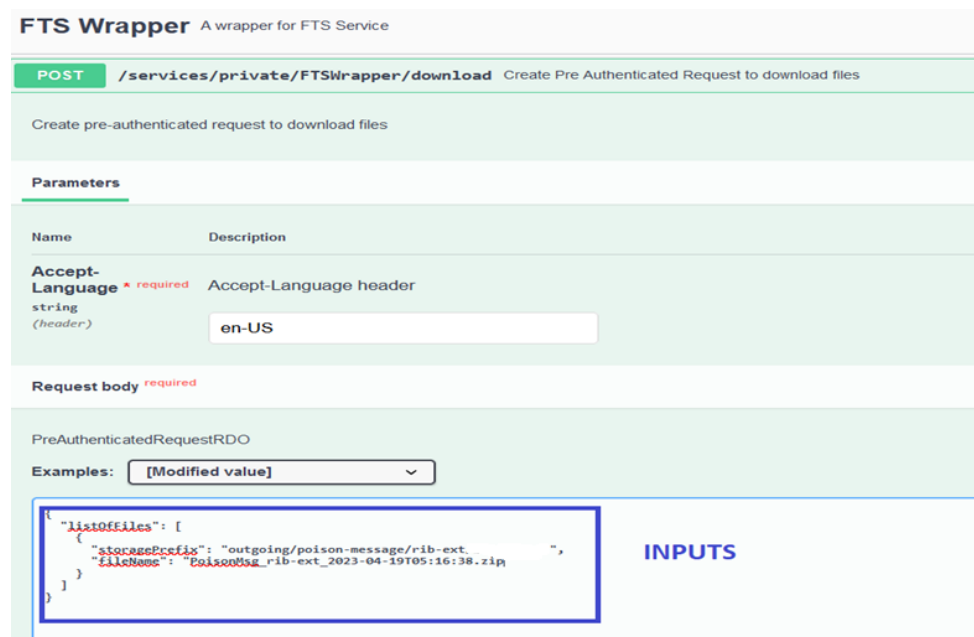 FTS Wrapper A wrapper for FTS Service
POST /services/private/FTSWrapper/download Create Pre Authenticated Request to download files
Create pre-authenticated request to download files
Parameters
Name Description
Accept-
Language * required Accept-Language header
string
(header)
en-US
Request body required
PreAuthenticatedRequestRDO
Examples: [Modified value]
{
"listOfFiles": [
{
"storagePrefix": "outgoing/poison-message/rib-ext_ ",
"fileName": "PoisonMsg_rib-ext_2023-04-19T05:16:38.zip
}
]
}
INPUTS